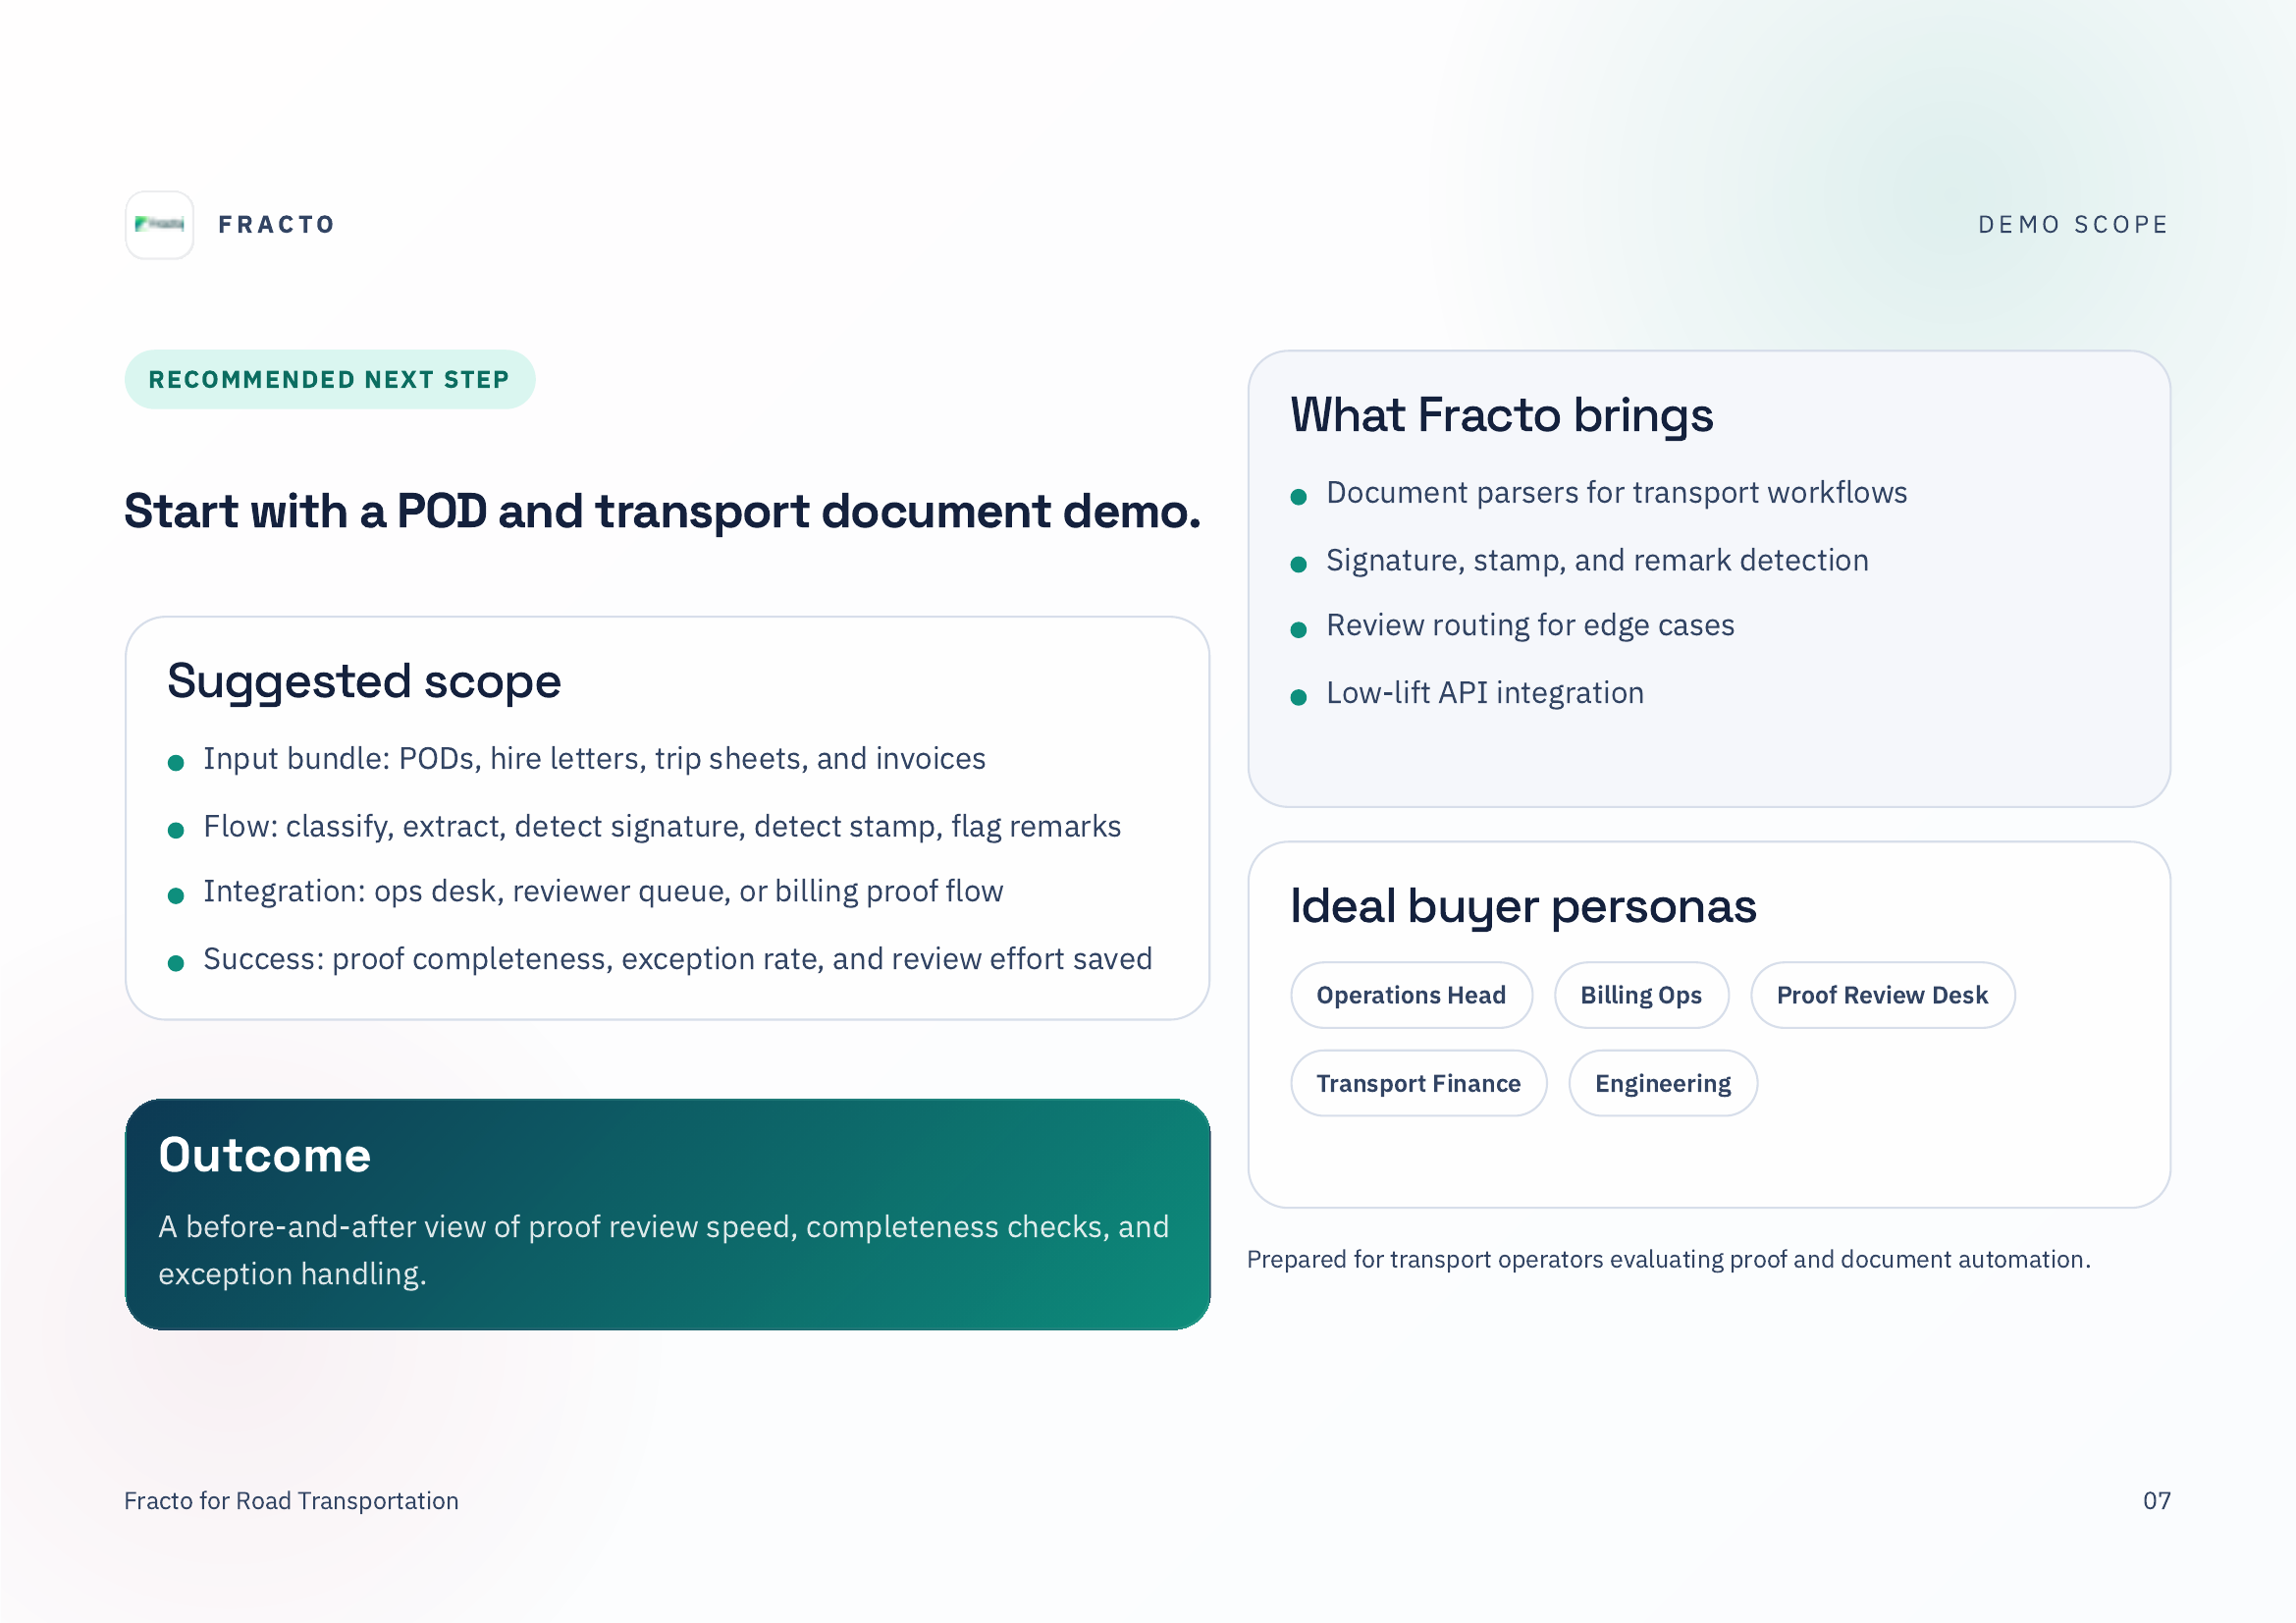 FRACTO
DEMO SCOPE
RECOMMENDED NEXT STEP
Start with a POD and transport document demo.
Suggested scope
Input bundle: PODs, hire letters, trip sheets, and invoices
Flow: classify, extract, detect signature, detect stamp, flag remarks
Integration: ops desk, reviewer queue, or billing proof flow
Success: proof completeness, exception rate, and review effort saved
Outcome
A before-and-after view of proof review speed, completeness checks, and
exception handling.
What Fracto brings
Document parsers for transport workflows
Signature, stamp, and remark detection
Review routing for edge cases
Low-lift API integration
Ideal buyer personas
Operations Head
Billing Ops
Proof Review Desk
Transport Finance
Engineering
Prepared for transport operators evaluating proof and document automation.
Fracto for Road Transportation
07